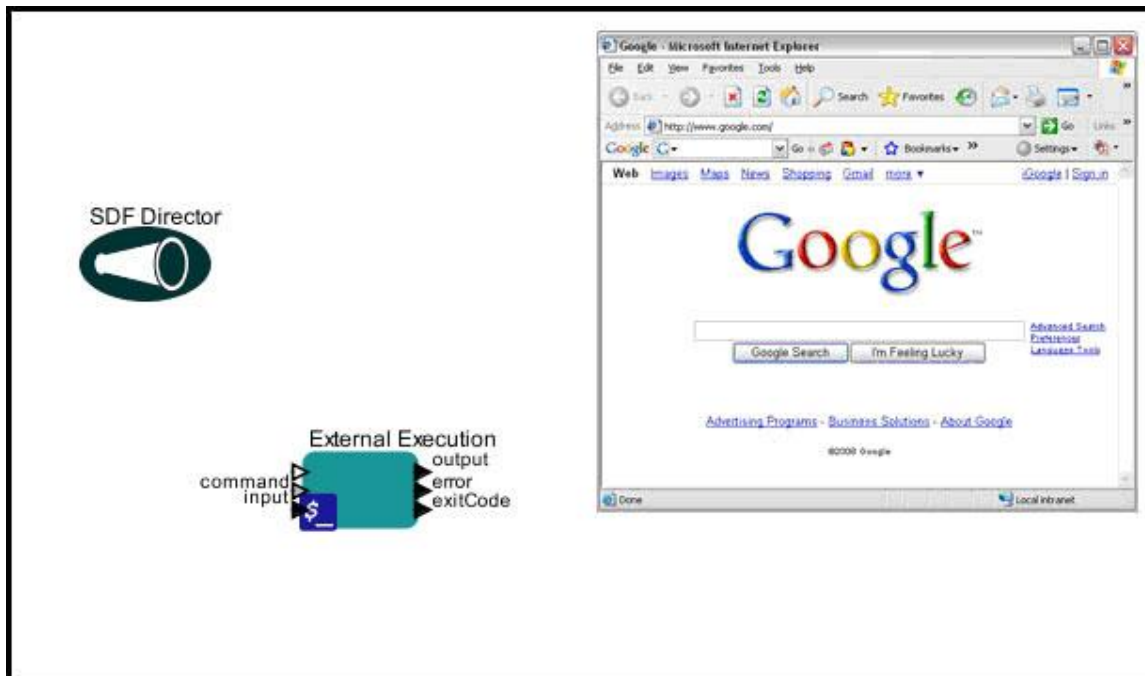 SDF Director
External Execution
command
input
output
error
exitCode
$_
Google - Microsoft Internet Explorer
File Edit View Favorites Tools Help
Back Search Favorites
Address http://www.google.com/ Go Links
Google G Go Bookmarks Settings
Web Images Maps News Shopping Gmail more ▼ iGoogle | Sign in
Google™
Advanced Search
Preferences
Language Tools
Google Search I'm Feeling Lucky
Advertising Programs - Business Solutions - About Google
©2008 Google
Done Local intranet